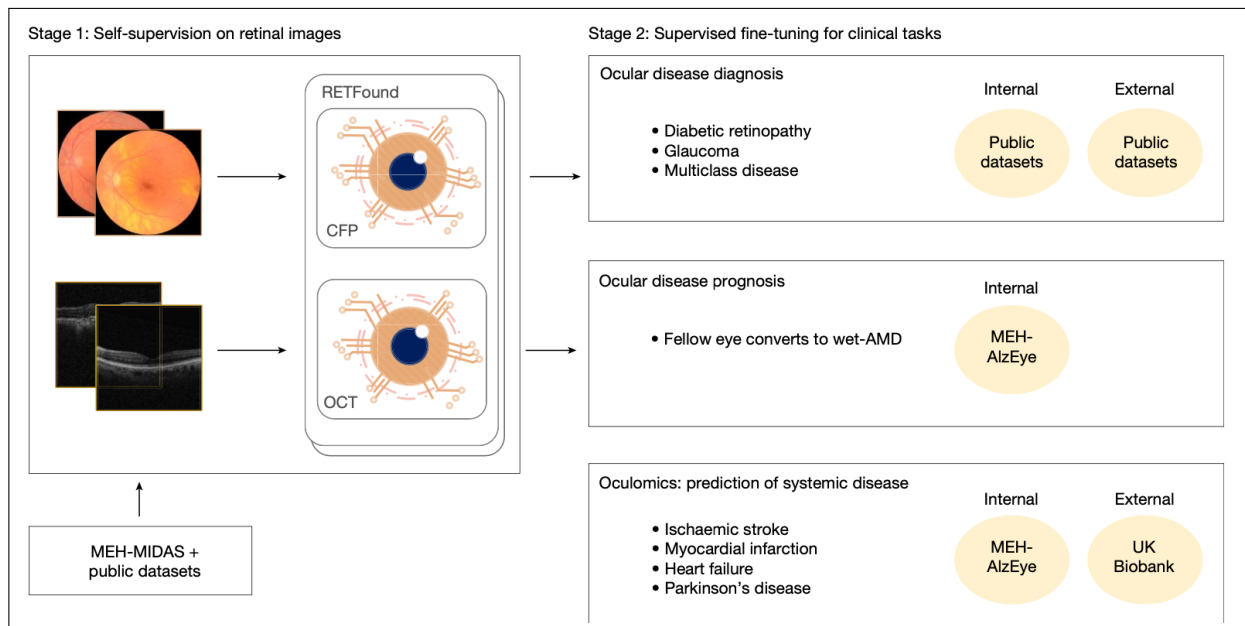 Stage 1: Self-supervision on retinal images
RETFound
CFP
OCT
MEH-MIDAS +
public datasets
Stage 2: Supervised fine-tuning for clinical tasks
Ocular disease diagnosis
• Diabetic retinopathy
• Glaucoma
• Multiclass disease
Internal
Public
datasets
External
Public
datasets
Ocular disease prognosis
• Fellow eye converts to wet-AMD
Internal
MEH-
AlzEye
Oculomics: prediction of systemic disease
• Ischaemic stroke
• Myocardial infarction
• Heart failure
• Parkinson’s disease
Internal
MEH-
AlzEye
External
UK
Biobank